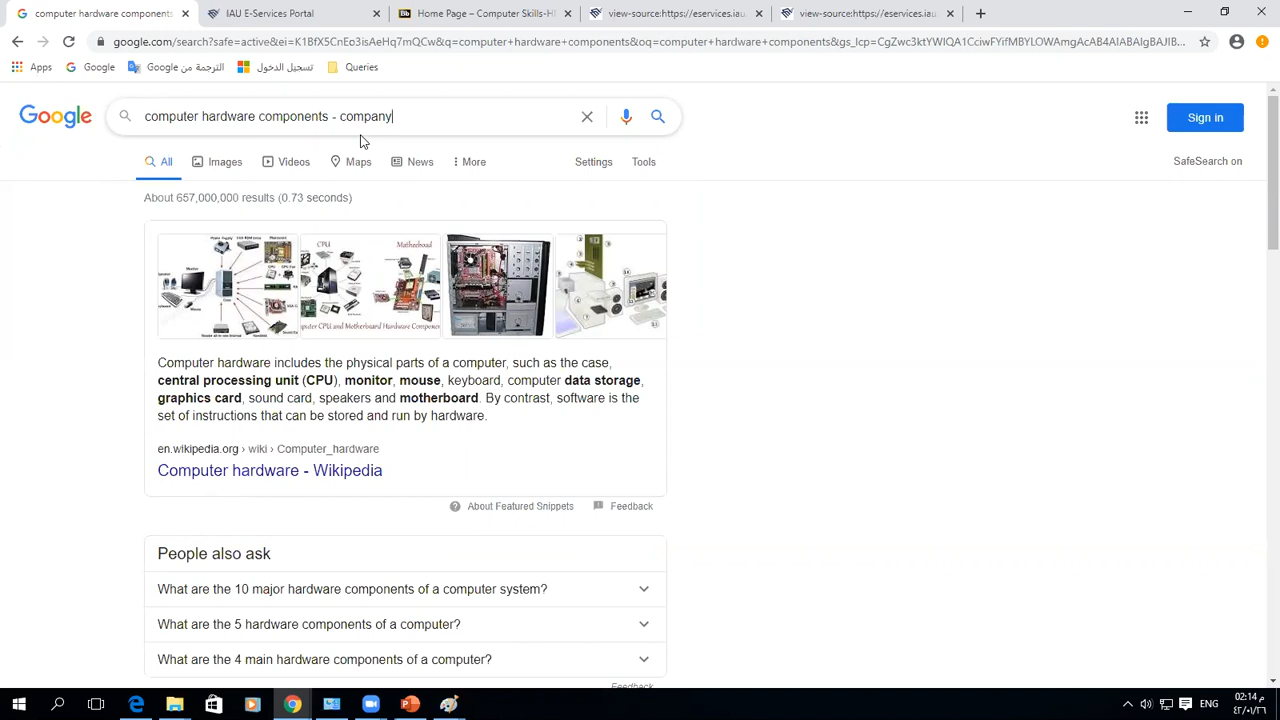 computer hardware components
IAU E-Services Portal
Home Page – Computer Skills-HI
view-source:https://eservices.iau.
view-source:https://eservices.iau.
google.com/search?safe=active&ei=K1BfX5CnEo3isAeHq7mQCw&q=computer+hardware+components&oq=computer+hardware+components&gs_lcp=CgZwc3ktYWIQA1CciwFYifMBYLOWAmgAcAB4AIABAIgBAJIB...
Apps
Google
الترجمة من Google
تسجيل الدخول
Queries
Google
computer hardware components - company
Sign in
All
Images
Videos
Maps
News
More
Settings
Tools
SafeSearch on
About 657,000,000 results (0.73 seconds)
Computer hardware includes the physical parts of a computer, such as the case,
central processing unit (CPU), monitor, mouse, keyboard, computer data storage,
graphics card, sound card, speakers and motherboard. By contrast, software is the
set of instructions that can be stored and run by hardware.
en.wikipedia.org › wiki › Computer_hardware
Computer hardware - Wikipedia
About Featured Snippets
Feedback
People also ask
What are the 10 major hardware components of a computer system?
What are the 5 hardware components of a computer?
What are the 4 main hardware components of a computer?
Feedback
ENG
02:14 م